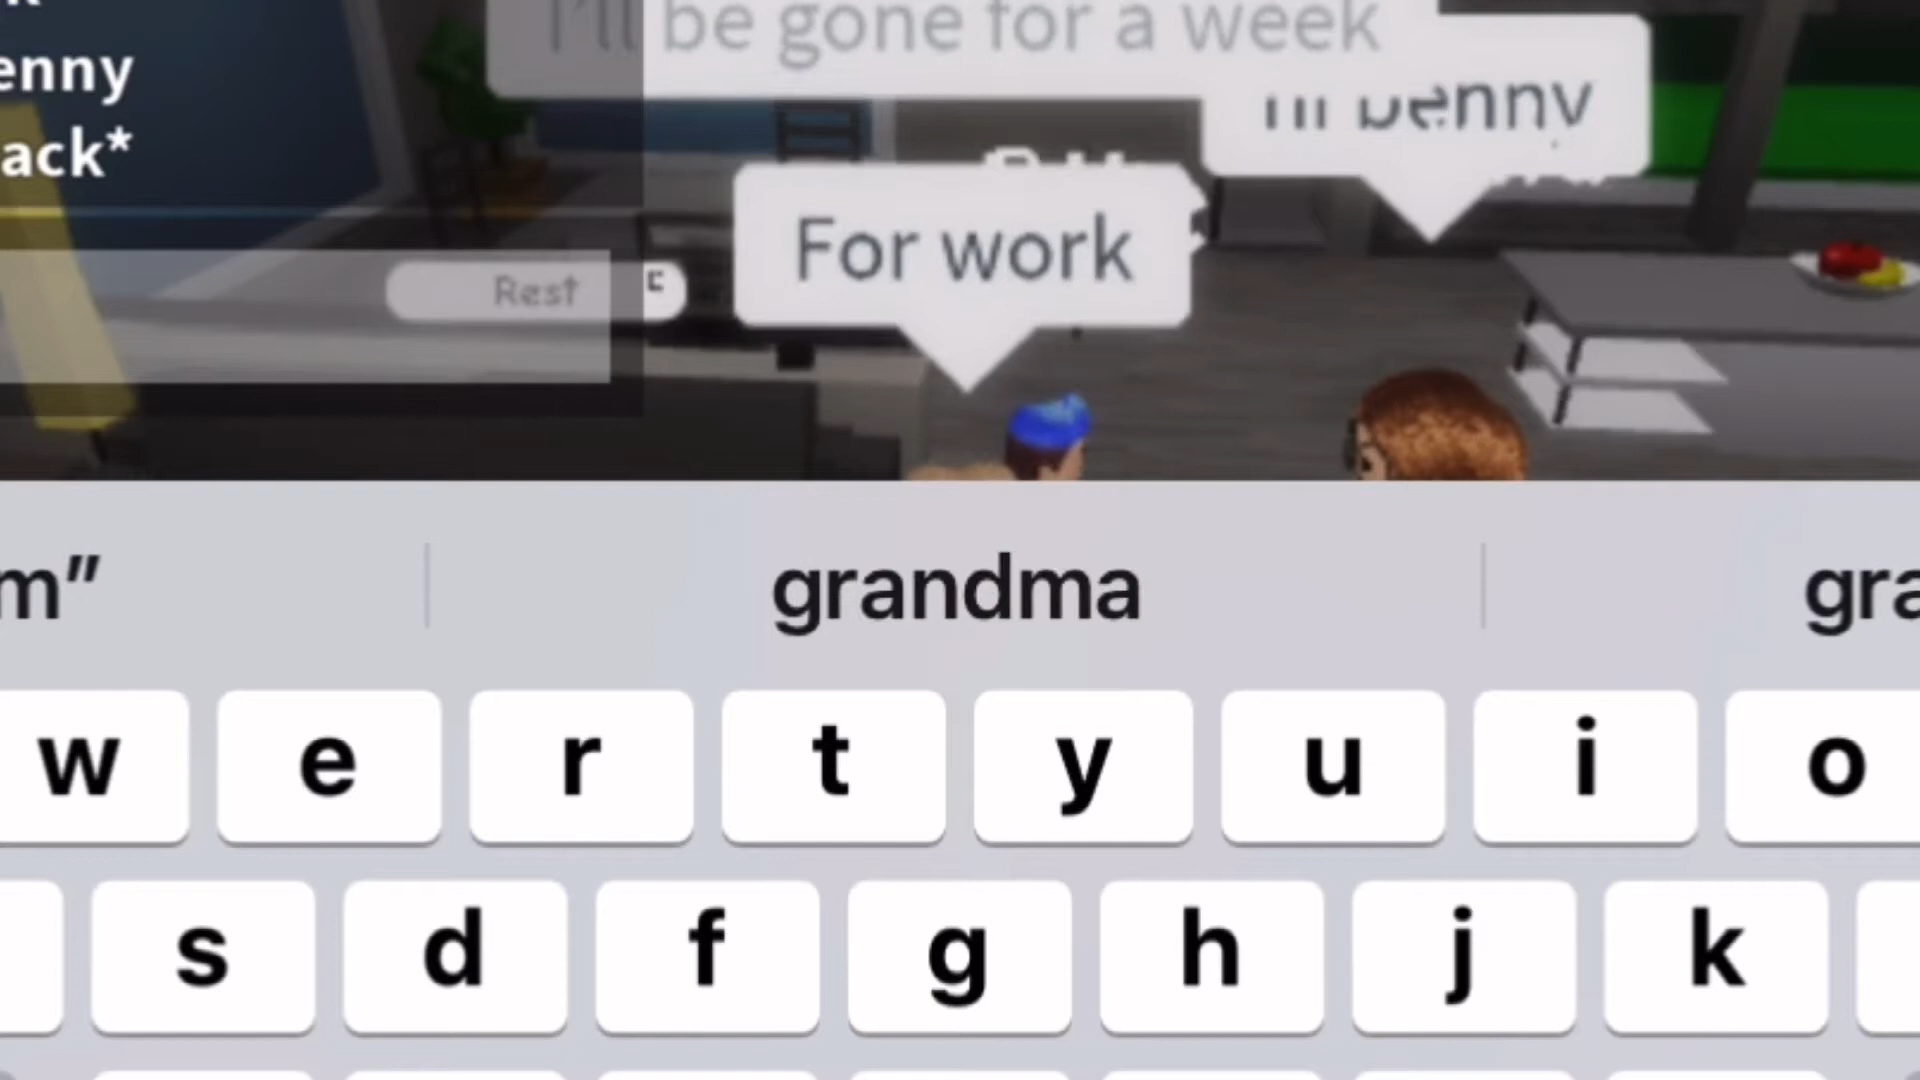 I'll be gone for a week
enny
Hi benny
ack*
For work
Rest
m"
grandma
gra
w e r t y u i o
s d f g h j k